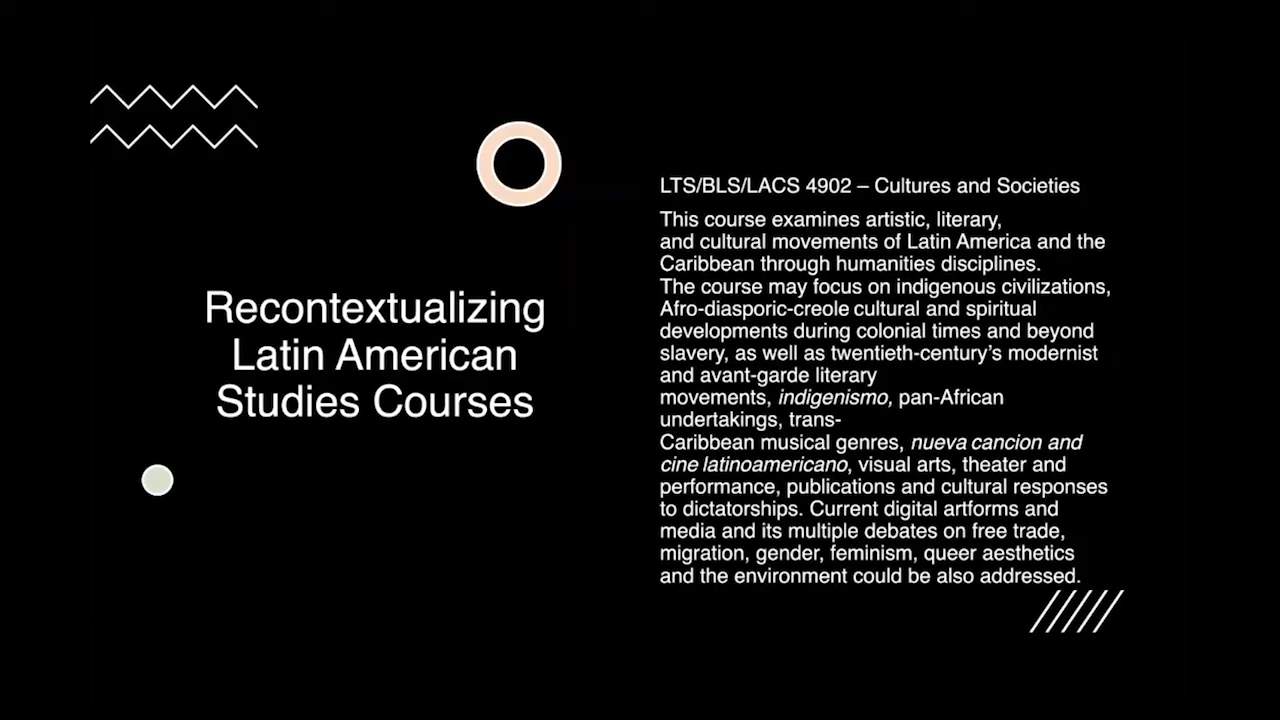 Recontextualizing
Latin American
Studies Courses
LTS/BLS/LACS 4902 – Cultures and Societies
This course examines artistic, literary,
and cultural movements of Latin America and the
Caribbean through humanities disciplines.
The course may focus on indigenous civilizations,
Afro-diasporic-creole cultural and spiritual
developments during colonial times and beyond
slavery, as well as twentieth-century’s modernist
and avant-garde literary
movements, indigenismo, pan-African
undertakings, trans-
Caribbean musical genres, nueva cancion and
cine latinoamericano, visual arts, theater and
performance, publications and cultural responses
to dictatorships. Current digital artforms and
media and its multiple debates on free trade,
migration, gender, feminism, queer aesthetics
and the environment could be also addressed.